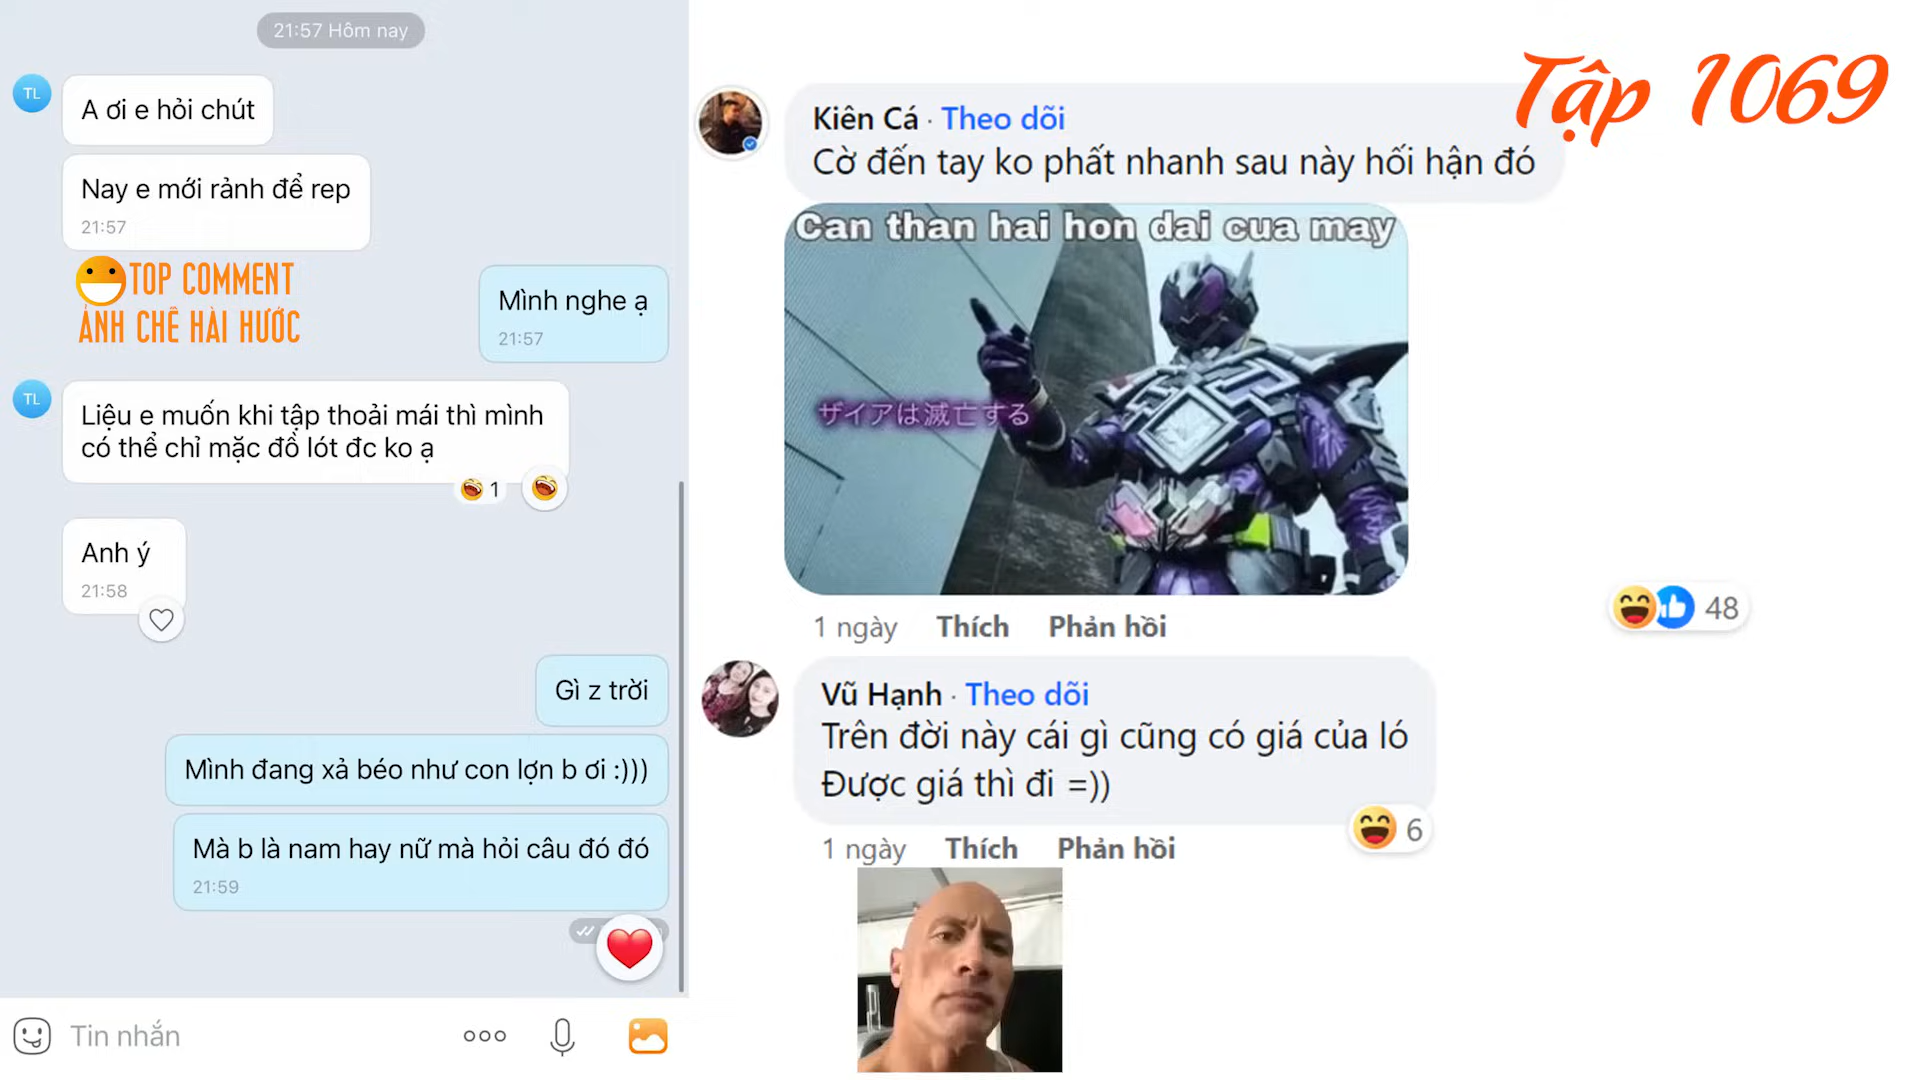 21:57 Hôm nay
TL
A ơi e hỏi chút
Nay e mới rảnh để rep
21:57
TOP COMMENT
ẢNH CHẾ HÀI HƯỚC
Mình nghe ạ
21:57
TL
Liệu e muốn khi tập thoải mái thì mình
có thể chỉ mặc đồ lót đc ko ạ
1
Anh ý
21:58
Gì z trời
Mình đang xả béo như con lợn b ơi :)))
Mà b là nam hay nữ mà hỏi câu đó đó
21:59
Tin nhắn
Tập 1069
Kiên Cá · Theo dõi
Cờ đến tay ko phất nhanh sau này hối hận đó
Can than hai hon dai cua may
ザイアは滅亡する
1 ngày Thích Phản hồi
48
Vũ Hạnh · Theo dõi
Trên đời này cái gì cũng có giá của ló
Được giá thì đi =))
6
1 ngày Thích Phản hồi